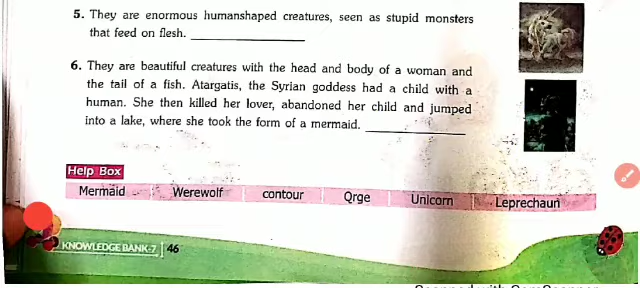 5. They are enormous humanshaped creatures, seen as stupid monsters
that feed on flesh.
6. They are beautiful creatures with the head and body of a woman and
the tail of a fish. Atargatis, the Syrian goddess had a child with a
human. She then killed her lover, abandoned her child and jumped
into a lake, where she took the form of a mermaid.
Help Box
Mermaid Werewolf contour Qrge Unicorn Leprechaun
KNOWLEDGE BANK-7 46